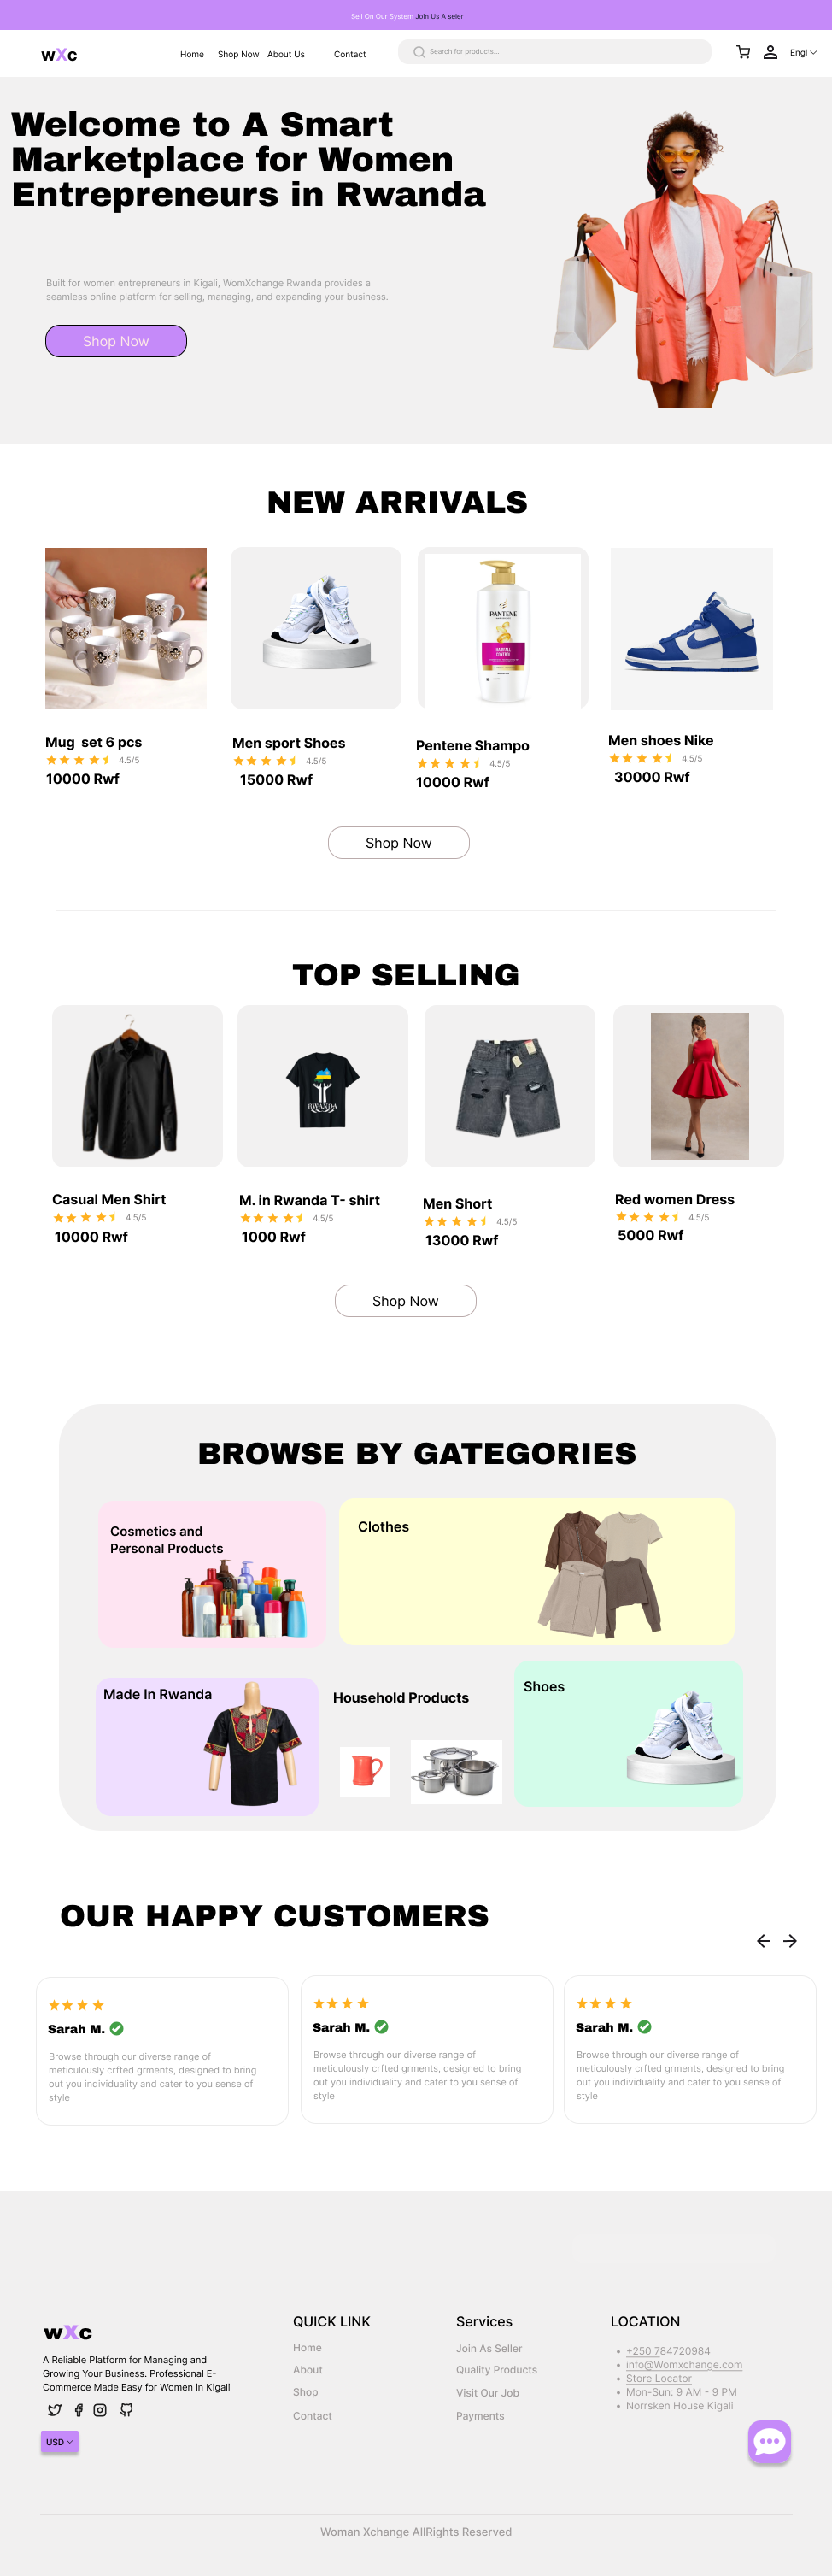 Sell On Our System Join Us A seler
wXc
Home Shop Now About Us Contact
Search for products...
Engl
Welcome to A Smart
Marketplace for Women
Entrepreneurs in Rwanda
Built for women entrepreneurs in Kigali, WomXchange Rwanda provides a
seamless online platform for selling, managing, and expanding your business.
Shop Now
NEW ARRIVALS
PANTENE
HAIRFALL
CONTROL
Mug set 6 pcs
4.5/5
10000 Rwf
Men sport Shoes
4.5/5
15000 Rwf
Pentene Shampo
4.5/5
10000 Rwf
Men shoes Nike
4.5/5
30000 Rwf
Shop Now
TOP SELLING
RWANDA
Casual Men Shirt
4.5/5
10000 Rwf
M. in Rwanda T- shirt
4.5/5
1000 Rwf
Men Short
4.5/5
13000 Rwf
Red women Dress
4.5/5
5000 Rwf
Shop Now
BROWSE BY GATEGORIES
Cosmetics and
Personal Products
Clothes
Made In Rwanda
Household Products
Shoes
OUR HAPPY CUSTOMERS
Sarah M.
Browse through our diverse range of
meticulously crfted grments, designed to bring
out you individuality and cater to you sense of
style
Sarah M.
Browse through our diverse range of
meticulously crfted grments, designed to bring
out you individuality and cater to you sense of
style
Sarah M.
Browse through our diverse range of
meticulously crfted grments, designed to bring
out you individuality and cater to you sense of
style
wXc
A Reliable Platform for Managing and
Growing Your Business. Professional E-
Commerce Made Easy for Women in Kigali
USD
QUICK LINK
Home
About
Shop
Contact
Services
Join As Seller
Quality Products
Visit Our Job
Payments
LOCATION
• +250 784720984
• info@Womxchange.com
• Store Locator
• Mon-Sun: 9 AM - 9 PM
• Norrsken House Kigali
Woman Xchange AllRights Reserved